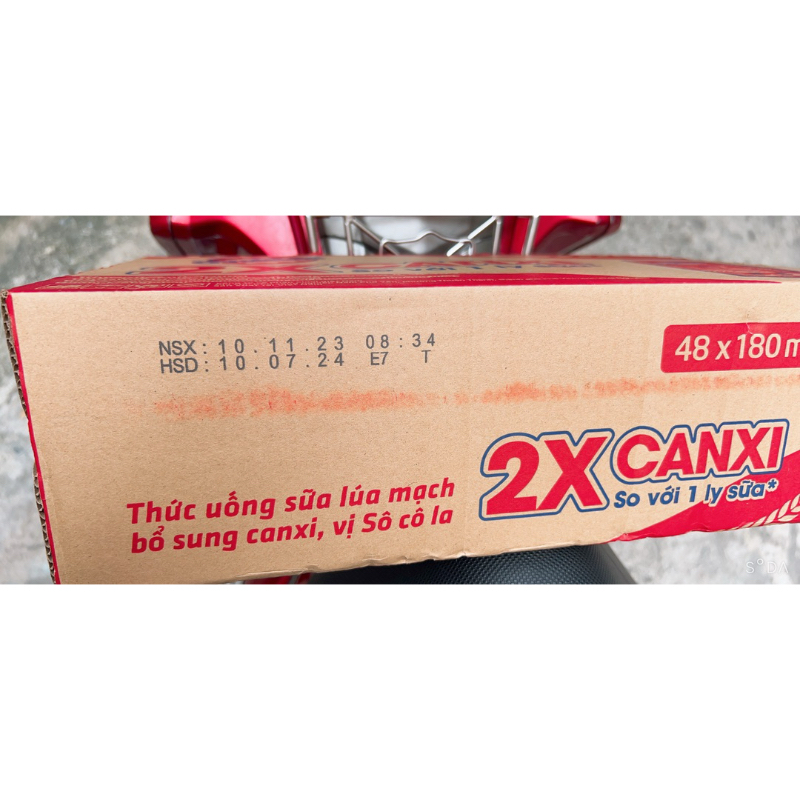 NSX: 10.11.23 08:34
HSD: 10.07.24 E7 T
48 x 180 m
2X CANXI
So với 1 ly sữa*
Thức uống sữa lúa mạch
bổ sung canxi, vị Sô cô la